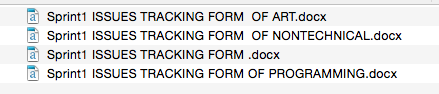 Sprint1 ISSUES TRACKING FORM  OF ART.docx
Sprint1 ISSUES TRACKING FORM  OF NONTECHNICAL.docx
Sprint1 ISSUES TRACKING FORM .docx
Sprint1 ISSUES TRACKING FORM OF PROGRAMMING.docx